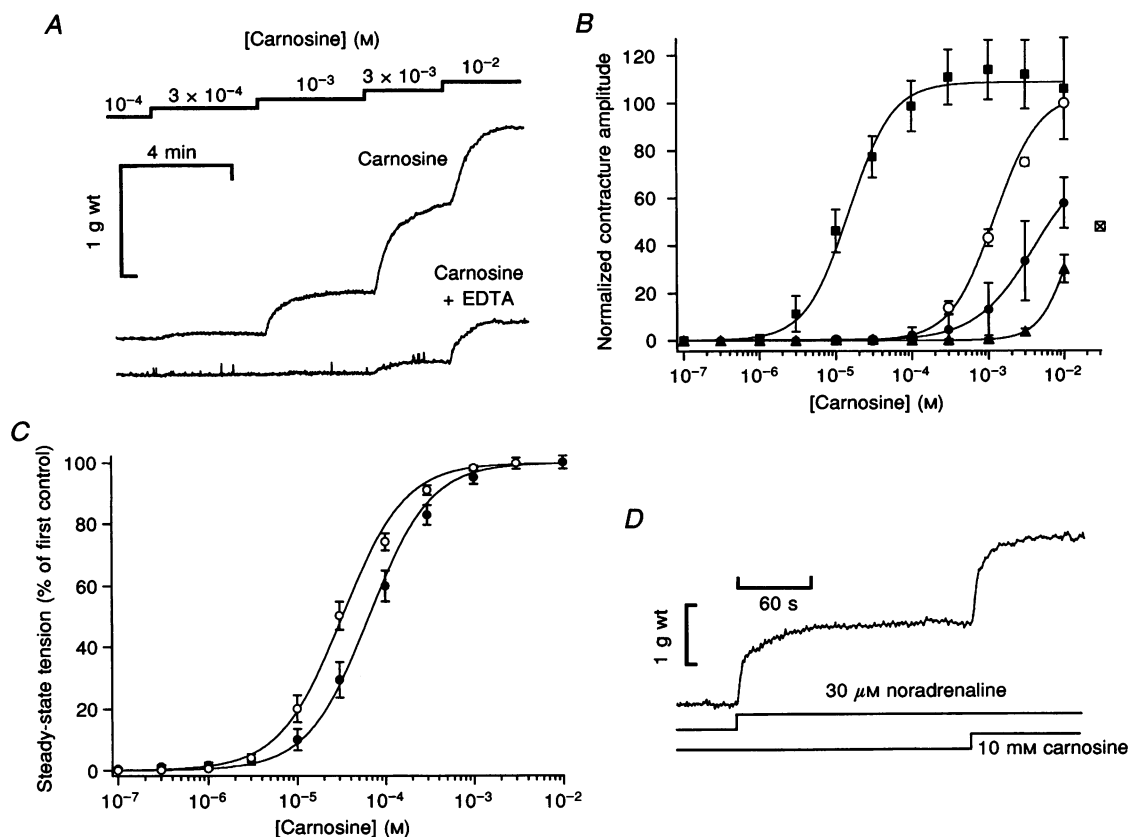 A
[Carnosine] (M)
10⁻⁴
3 × 10⁻⁴
10⁻³
3 × 10⁻³
10⁻²
4 min
1 g wt
Carnosine
Carnosine
+ EDTA
B
Normalized contracture amplitude
120
100
80
60
40
20
0
10⁻⁷
10⁻⁶
10⁻⁵
10⁻⁴
10⁻³
10⁻²
[Carnosine] (M)
C
Steady-state tension (% of first control)
100
80
60
40
20
0
10⁻⁷
10⁻⁶
10⁻⁵
10⁻⁴
10⁻³
10⁻²
[Carnosine] (M)
D
60 s
1 g wt
30 μM noradrenaline
10 mM carnosine